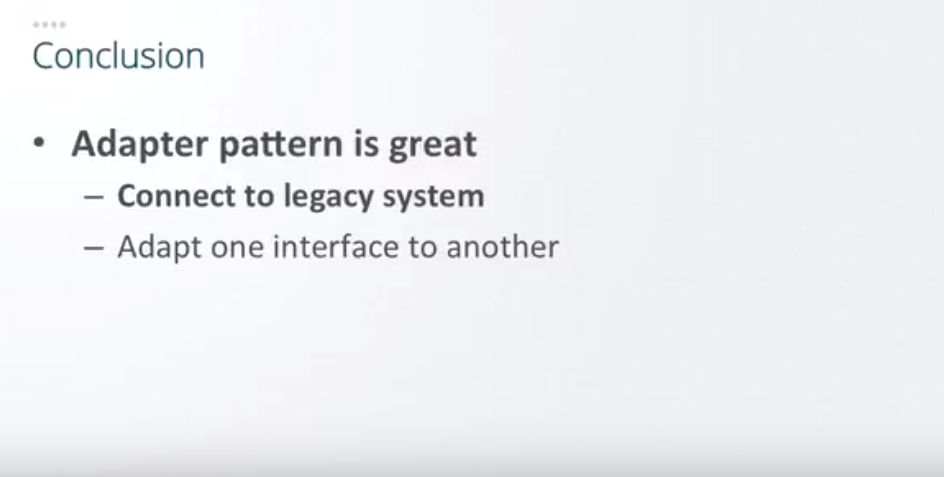 Conclusion
• Adapter pattern is great
– Connect to legacy system
– Adapt one interface to another